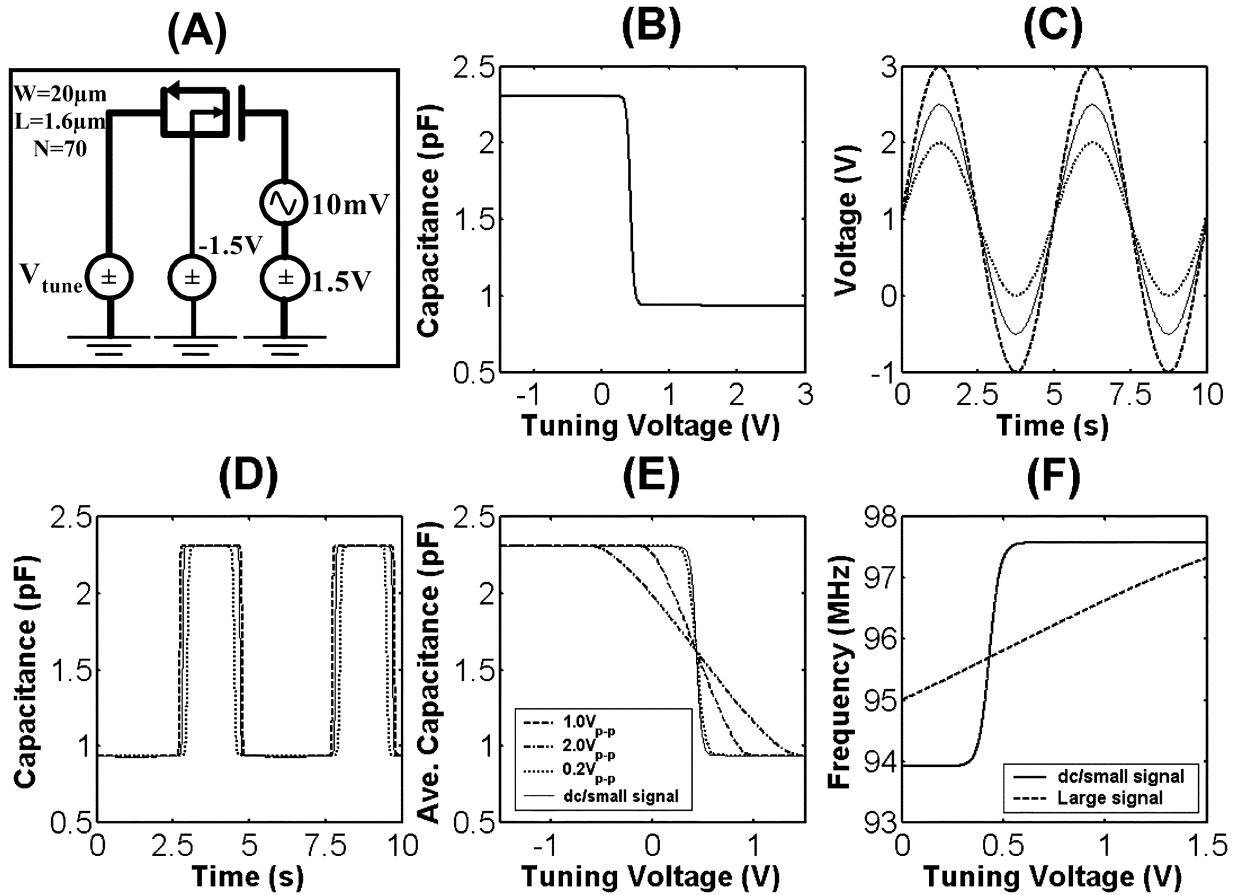 (A)
W=20µm
L=1.6µm
N=70
10mV
-1.5V
V_tune
±
±
±
1.5V
(B)
Capacitance (pF)
2.5
2
1.5
1
0.5
-1
0
1
2
3
Tuning Voltage (V)
(C)
Voltage (V)
3
2
1
0
-1
0
2.5
5
7.5
10
Time (s)
(D)
Capacitance (pF)
2.5
2
1.5
1
0.5
0
2.5
5
7.5
10
Time (s)
(E)
Ave. Capacitance (pF)
2.5
2
1.5
1
0.5
1.0V_p-p
2.0V_p-p
0.2V_p-p
dc/small signal
-1
0
1
Tuning Voltage (V)
(F)
Frequency (MHz)
98
97
96
95
94
93
dc/small signal
Large signal
0
0.5
1.0
1.5
Tuning Voltage (V)